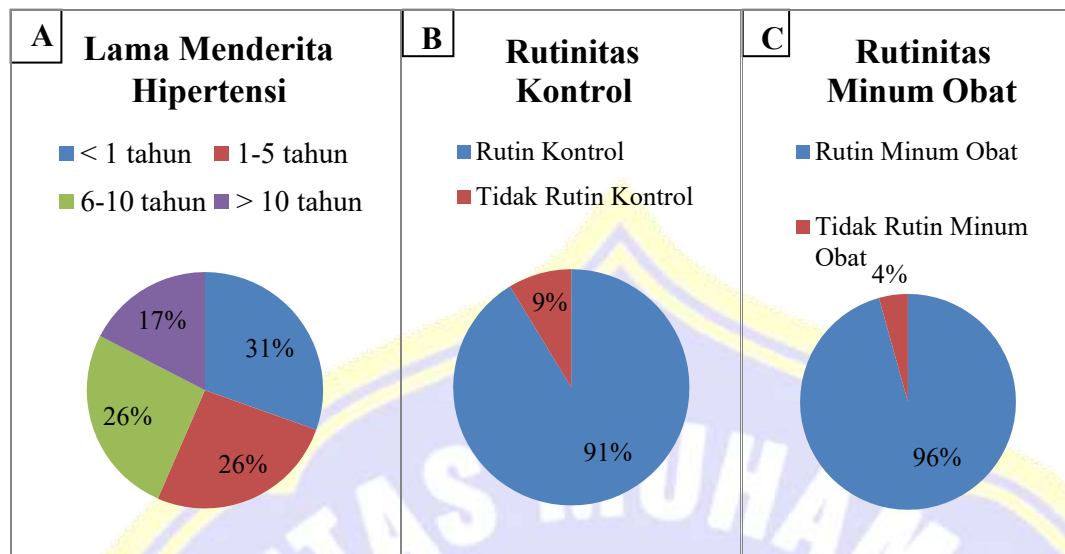 A
Lama Menderita
Hipertensi
< 1 tahun
1-5 tahun
6-10 tahun
> 10 tahun
31%
26%
26%
17%
B
Rutinitas
Kontrol
Rutin Kontrol
Tidak Rutin Kontrol
9%
91%
C
Rutinitas
Minum Obat
Rutin Minum Obat
Tidak Rutin Minum
Obat
4%
96%
TAS MUHAM